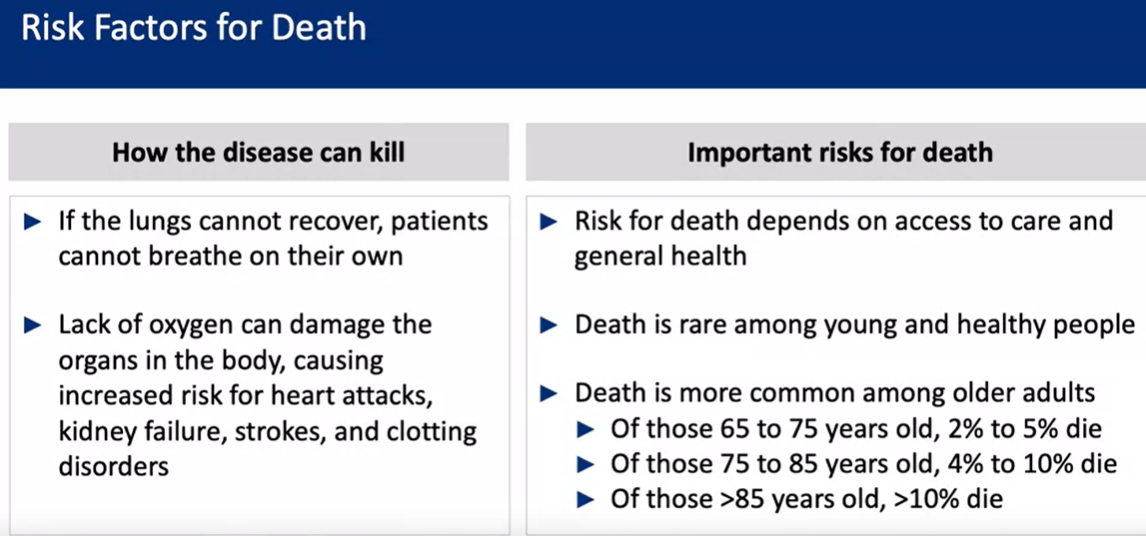 Risk Factors for Death
How the disease can kill
► If the lungs cannot recover, patients
cannot breathe on their own
► Lack of oxygen can damage the
organs in the body, causing
increased risk for heart attacks,
kidney failure, strokes, and clotting
disorders
Important risks for death
► Risk for death depends on access to care and
general health
► Death is rare among young and healthy people
► Death is more common among older adults
► Of those 65 to 75 years old, 2% to 5% die
► Of those 75 to 85 years old, 4% to 10% die
► Of those >85 years old, >10% die